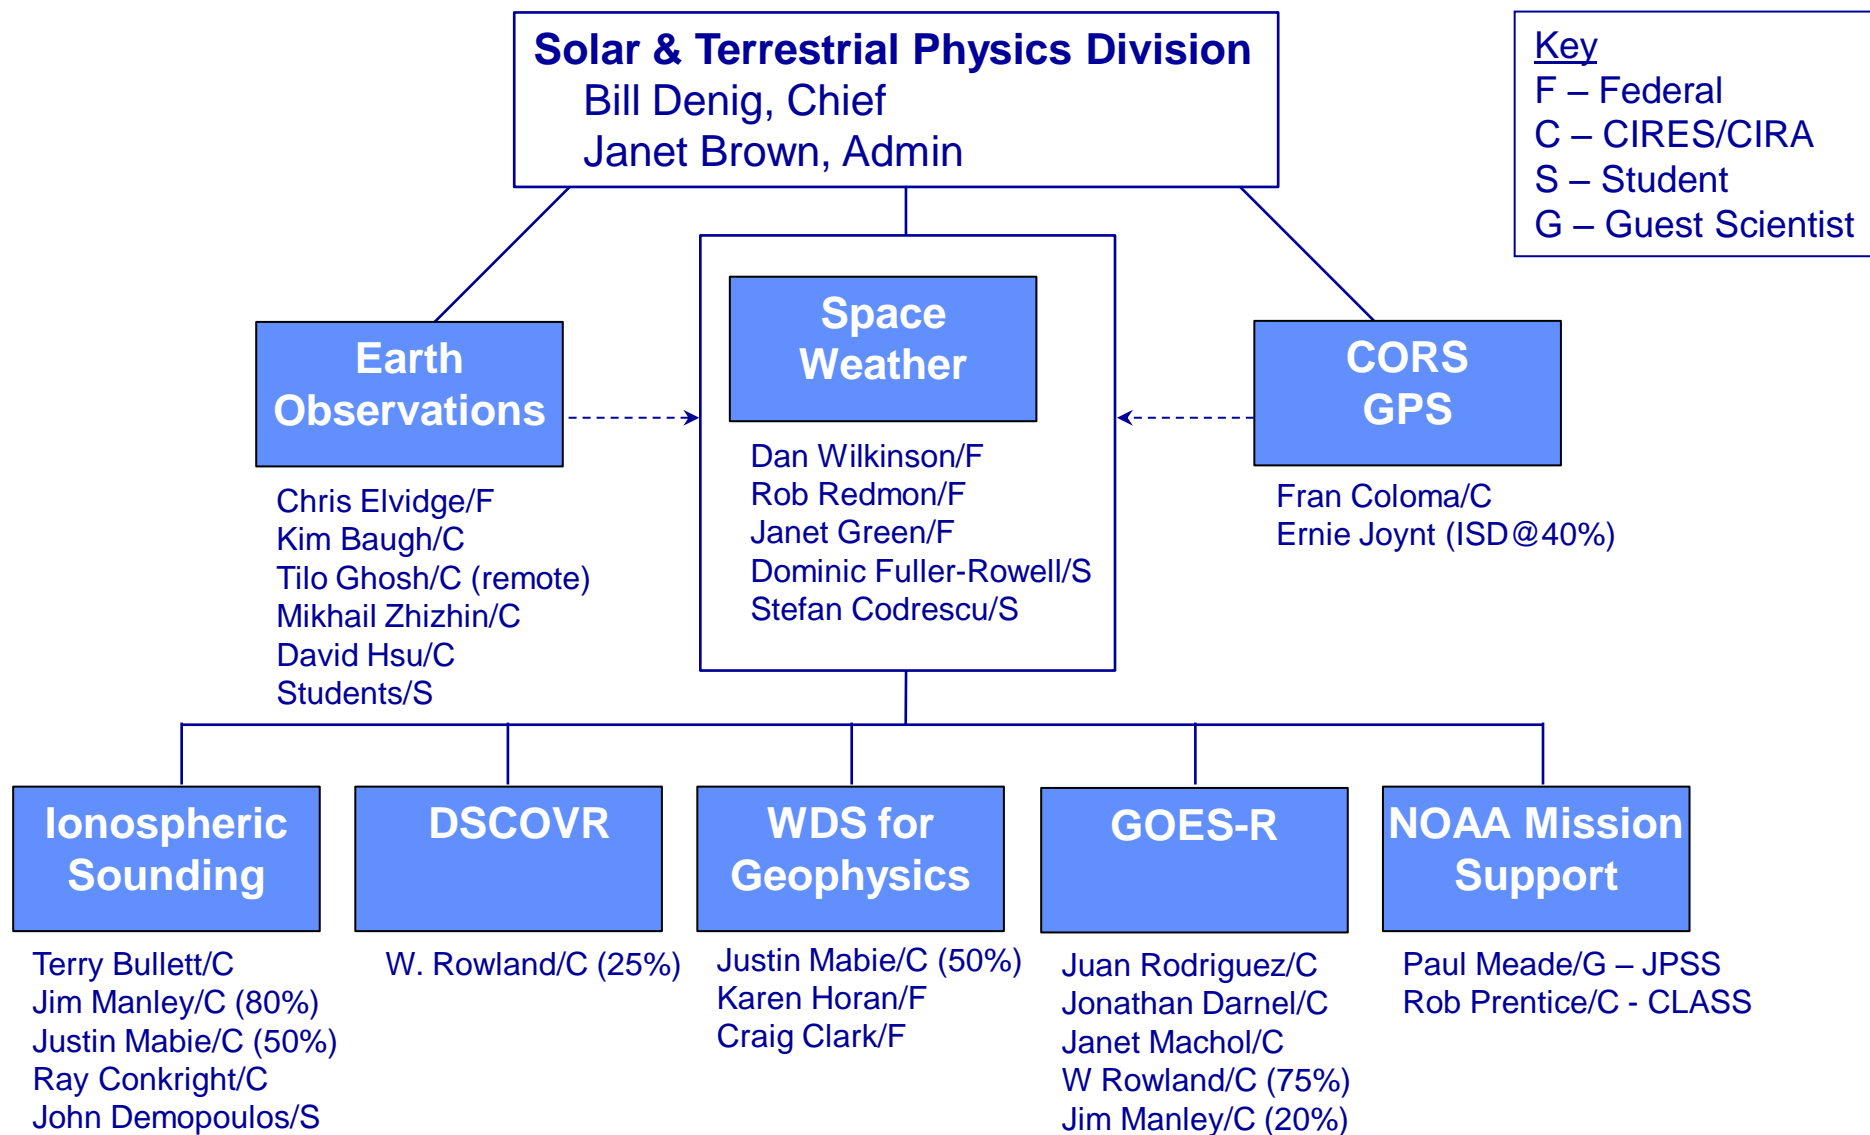 Solar & Terrestrial Physics Division
Bill Denig, Chief
Janet Brown, Admin
Key
F – Federal
C – CIRES/CIRA
S – Student
G – Guest Scientist
Earth
Observations
Chris Elvidge/F
Kim Baugh/C
Tilo Ghosh/C (remote)
Mikhail Zhizhin/C
David Hsu/C
Students/S
Space
Weather
Dan Wilkinson/F
Rob Redmon/F
Janet Green/F
Dominic Fuller-Rowell/S
Stefan Codrescu/S
CORS
GPS
Fran Coloma/C
Ernie Joynt (ISD@40%)
Ionospheric
Sounding
Terry Bullett/C
Jim Manley/C (80%)
Justin Mabie/C (50%)
Ray Conkright/C
John Demopoulos/S
DSCOVR
W. Rowland/C (25%)
WDS for
Geophysics
Justin Mabie/C (50%)
Karen Horan/F
Craig Clark/F
GOES-R
Juan Rodriguez/C
Jonathan Darnel/C
Janet Machol/C
W Rowland/C (75%)
Jim Manley/C (20%)
NOAA Mission
Support
Paul Meade/G – JPSS
Rob Prentice/C - CLASS